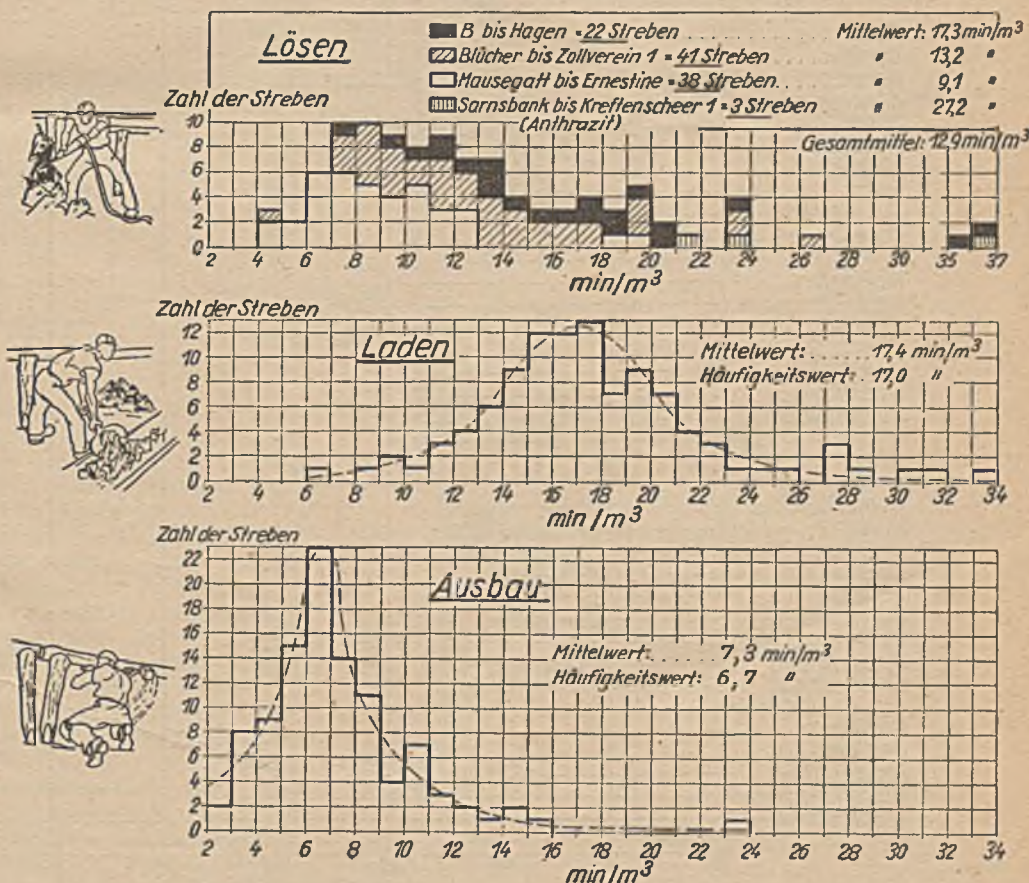 Lösen
B bis Hagen = 22 Streben . . . Mittelwert: 17,3 min/m³
Blücher bis Zollverein 1 = 41 Streben . . . " 13,2 "
Mausegatt bis Ernestine = 38 Streben . . . " 9,1 "
Sarnsbank bis Kreftenscheer 1 = 3 Streben " 27,2 "
(Anthrazit)
Gesamtmittel: 12,9 min/m³
Zahl der Streben
10
8
6
4
2
0
2 4 6 8 10 12 14 16 18 20 22 24 26 28 35 37
min/m³
Zahl der Streben
Laden
Mittelwert: . . . . . . . 17,4 min/m³
Häufigkeitswert . 17,0 "
12
10
8
6
4
2
0
2 4 6 8 10 12 14 16 18 20 22 24 26 28 30 32 34
min/m³
Zahl der Streben
Ausbau
Mittelwert: . . . . . . . 7,3 min/m³
Häufigkeitswert: 6,7 "
22
20
18
16
14
12
10
8
6
4
2
0
2 4 6 8 10 12 14 16 18 20 22 24 26 28 30 32 34
min/m³